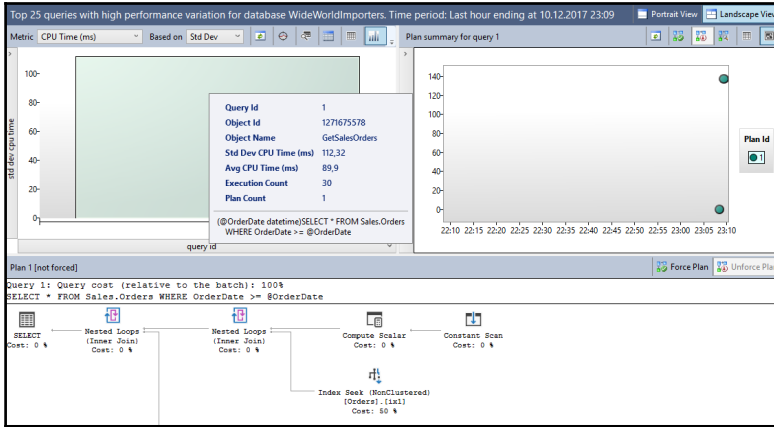 Top 25 queries with high performance variation for database WideWorldImporters. Time period: Last hour ending at 10.12.2017 23:09
Portrait View
Landscape View
Metric
CPU Time (ms)
Based on
Std Dev
Plan summary for query 1
std dev cpu time
100-
80-
60-
40-
20-
0-
query id
Query Id 1
Object Id 1271675578
Object Name GetSalesOrders
Std Dev CPU Time (ms) 112,32
Avg CPU Time (ms) 89,9
Execution Count 30
Plan Count 1
(@OrderDate datetime)SELECT * FROM Sales.Orders
WHERE OrderDate >= @OrderDate
140-
120-
100-
80-
60-
40-
20-
0-
22:10 22:15 22:20 22:25 22:30 22:35 22:40 22:45 22:50 22:55 23:00 23:05 23:10
Plan Id
1
Plan 1 [not forced]
Force Plan
Unforce Pla
Query 1: Query cost (relative to the batch): 100%
SELECT * FROM Sales.Orders WHERE OrderDate >= @OrderDate
SELECT
Cost: 0 %
Nested Loops
(Inner Join)
Cost: 0 %
Nested Loops
(Inner Join)
Cost: 0 %
Compute Scalar
Cost: 0 %
Constant Scan
Cost: 0 %
Index Seek (NonClustered)
[Orders].[ix1]
Cost: 50 %